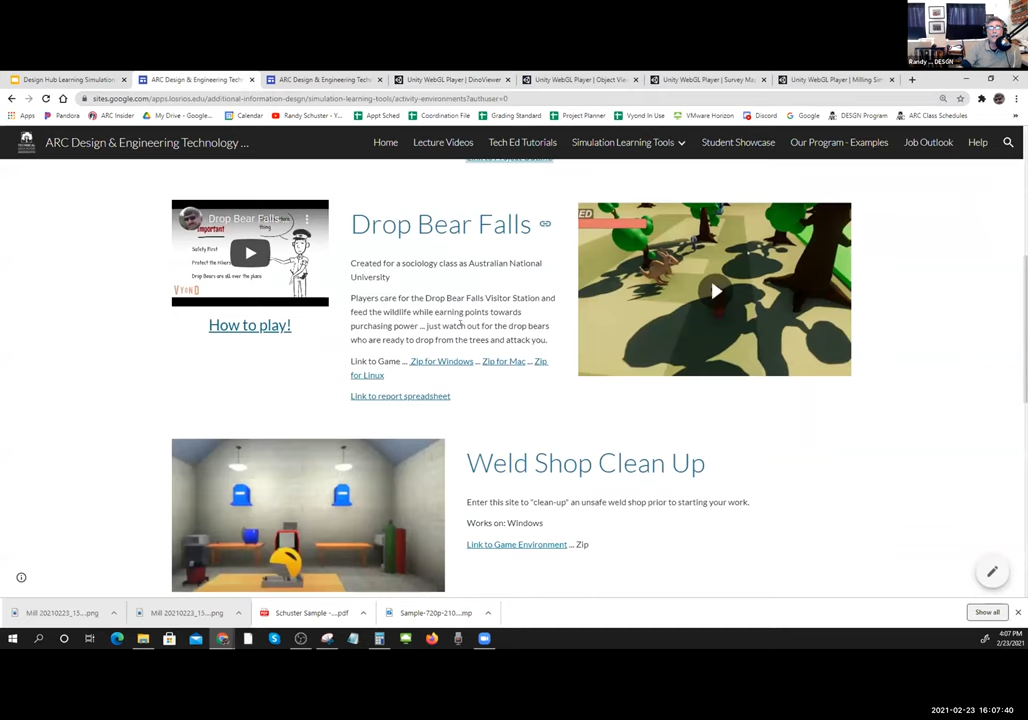 Randy ... DESGN
Design Hub Learning Simulation
ARC Design & Engineering Tech
ARC Design & Engineering Tech
Unity WebGL Player | DinoViewer
Unity WebGL Player | Object View
Unity WebGL Player | Survey Ma
Unity WebGL Player | Milling Sim
sites.google.com/apps.losrios.edu/additional-information-desgn/simulation-learning-tools/activity-environments?authuser=0
Apps
Pandora
ARC Insider
My Drive - Google...
Calendar
Randy Schuster - Y...
Appt Sched
Coordination File
Grading Standard
Project Planner
Vyond In Use
VMware Horizon
Discord
Google
DESGN Program
ARC Class Schedules
ARC Design & Engineering Technology ...
Home
Lecture Videos
Tech Ed Tutorials
Simulation Learning Tools
Student Showcase
Our Program - Examples
Job Outlook
Help
Drop Bear Falls
Important
thing
Safety First
Protect the Hikers
Drop Bears are all over the place
VYOND
How to play!
Drop Bear Falls
Created for a sociology class as Australian National
University
Players care for the Drop Bear Falls Visitor Station and
feed the wildlife while earning points towards
purchasing power ... just watch out for the drop bears
who are ready to drop from the trees and attack you.
Link to Game ... Zip for Windows ... Zip for Mac ... Zip
for Linux
Link to report spreadsheet
ED
Weld Shop Clean Up
Enter this site to "clean-up" an unsafe weld shop prior to starting your work.
Works on: Windows
Link to Game Environment ... Zip
Mill 20210223_15....png
Mill 20210223_15....png
Schuster Sample -....pdf
Sample-720p-210....mp
Show all
4:07 PM
2/23/2021
2021-02-23 16:07:40